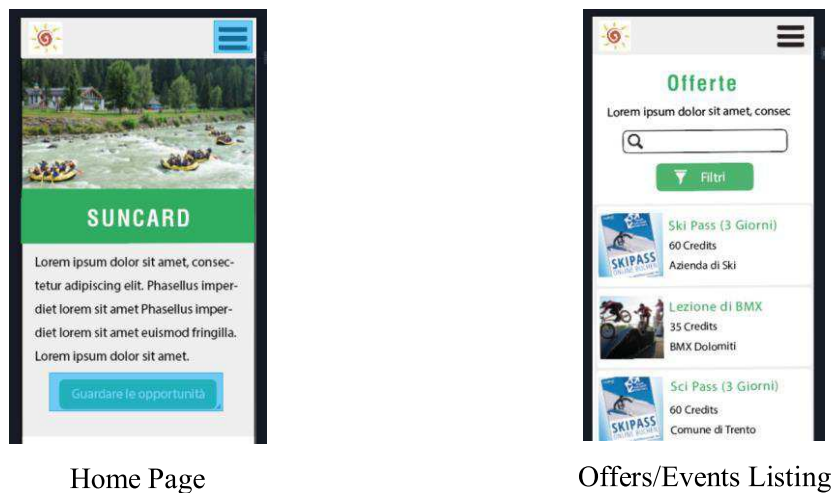 SUNCARD
Lorem ipsum dolor sit amet, consec-
tetur adipiscing elit. Phasellus imper-
diet lorem sit amet Phasellus imper-
diet lorem sit amet euismod fringilla.
Lorem ipsum dolor sit amet.
Guardare le opportunità
Home Page
Offerte
Lorem ipsum dolor sit amet, consec
Filtri
SKIPASS
ONLINE BUCHEN
Ski Pass (3 Giorni)
60 Credits
Azienda di Ski
Lezione di BMX
35 Credits
BMX Dolomiti
SKIPASS
Sci Pass (3 Giorni)
60 Credits
Comune di Trento
Offers/Events Listing